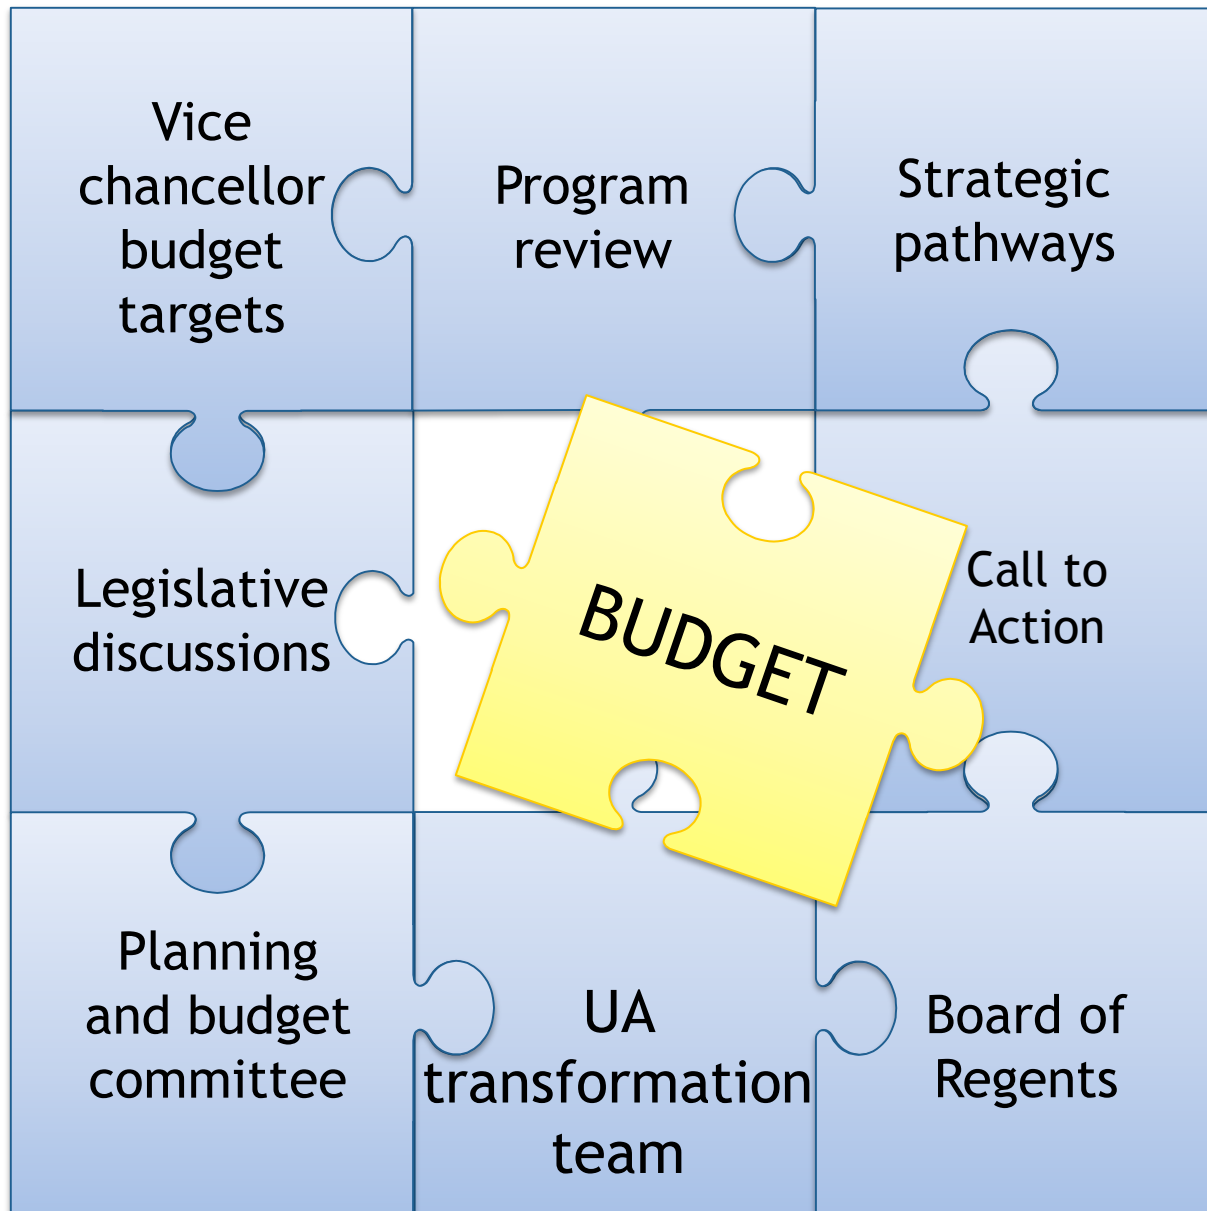 Vice
chancellor
budget
targets
Program
review
Strategic
pathways
Legislative
discussions
BUDGET
Call to
Action
Planning
and budget
committee
UA
transformation
team
Board of
Regents